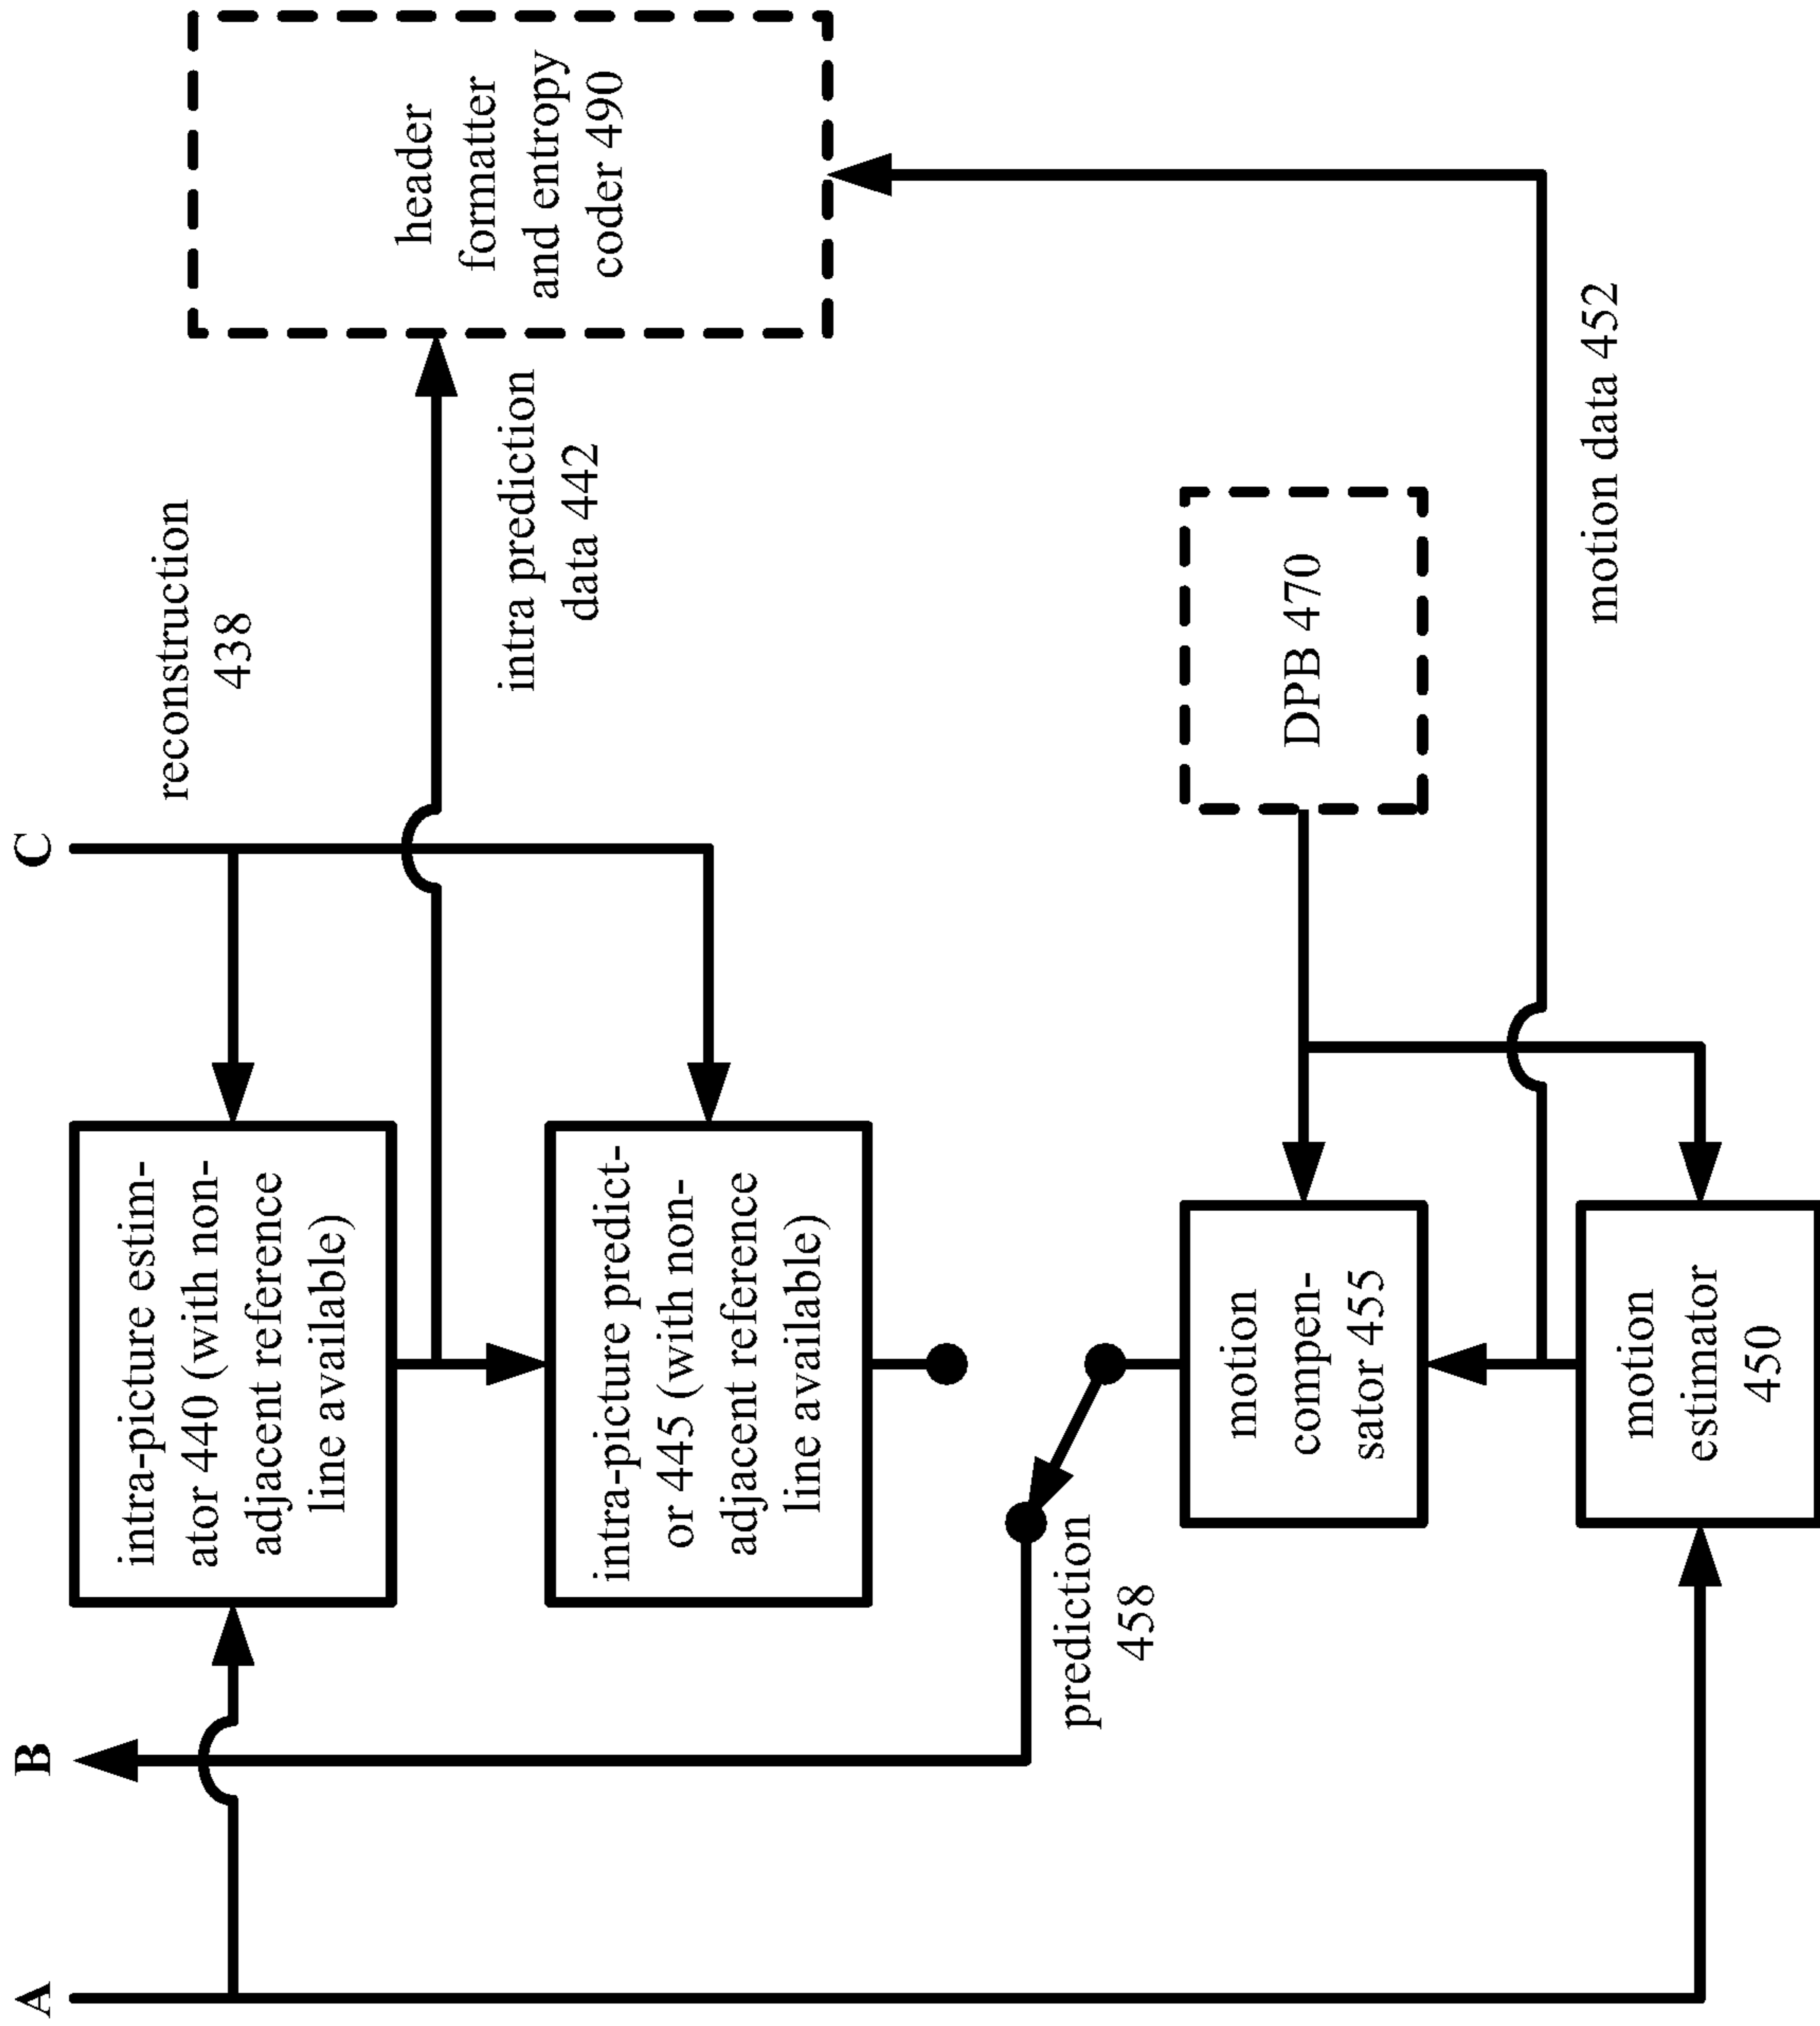 A
B
C
intra-picture estim-
ator 440 (with non-
adjacent reference
line available)
reconstruction
438
header
formatter
and entropy
coder 490
intra prediction
data 442
intra-picture predict-
or 445 (with non-
adjacent reference
line available)
prediction
458
motion
compen-
sator 455
DPB 470
motion
estimator
450
motion data 452